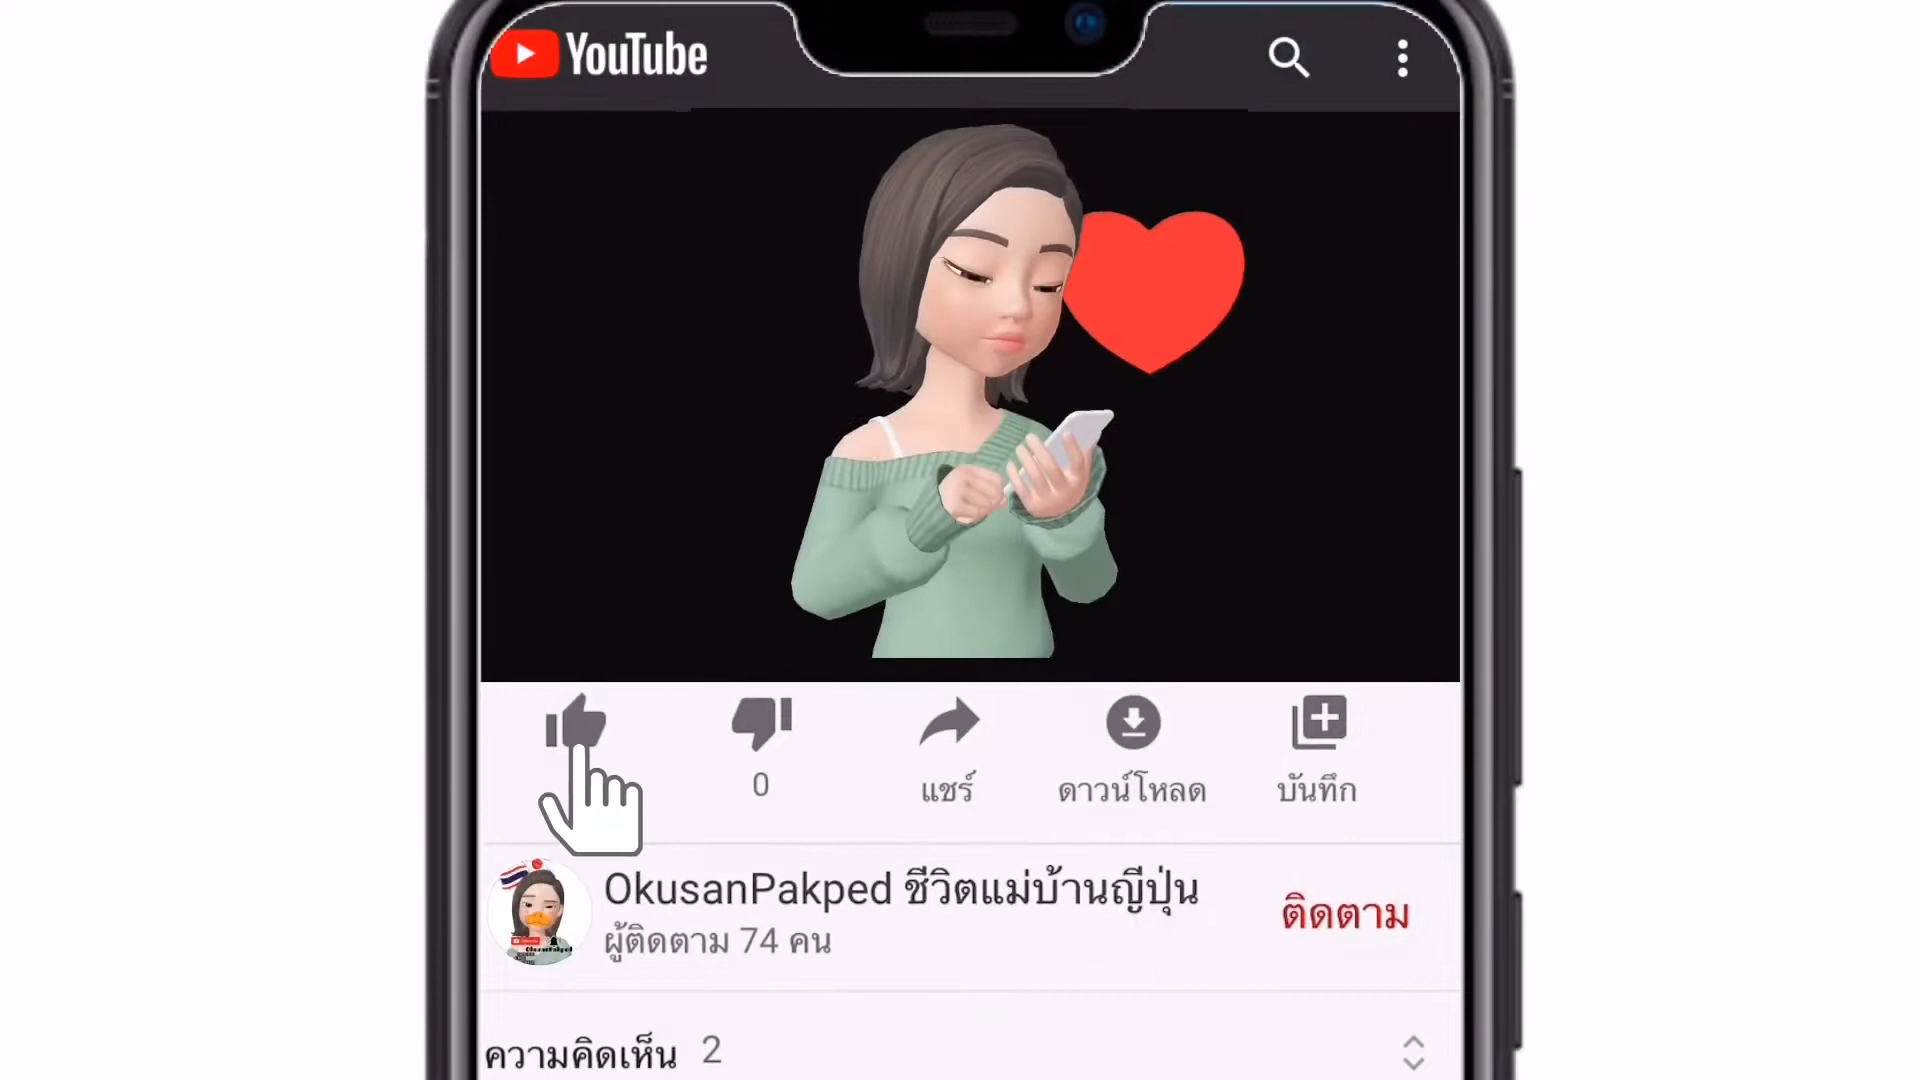 YouTube
0
แชร์
ดาวน์โหลด
บันทึก
OkusanPakped ชีวิตแม่บ้านญี่ปุ่น
ผู้ติดตาม 74 คน
ติดตาม
ความคิดเห็น 2